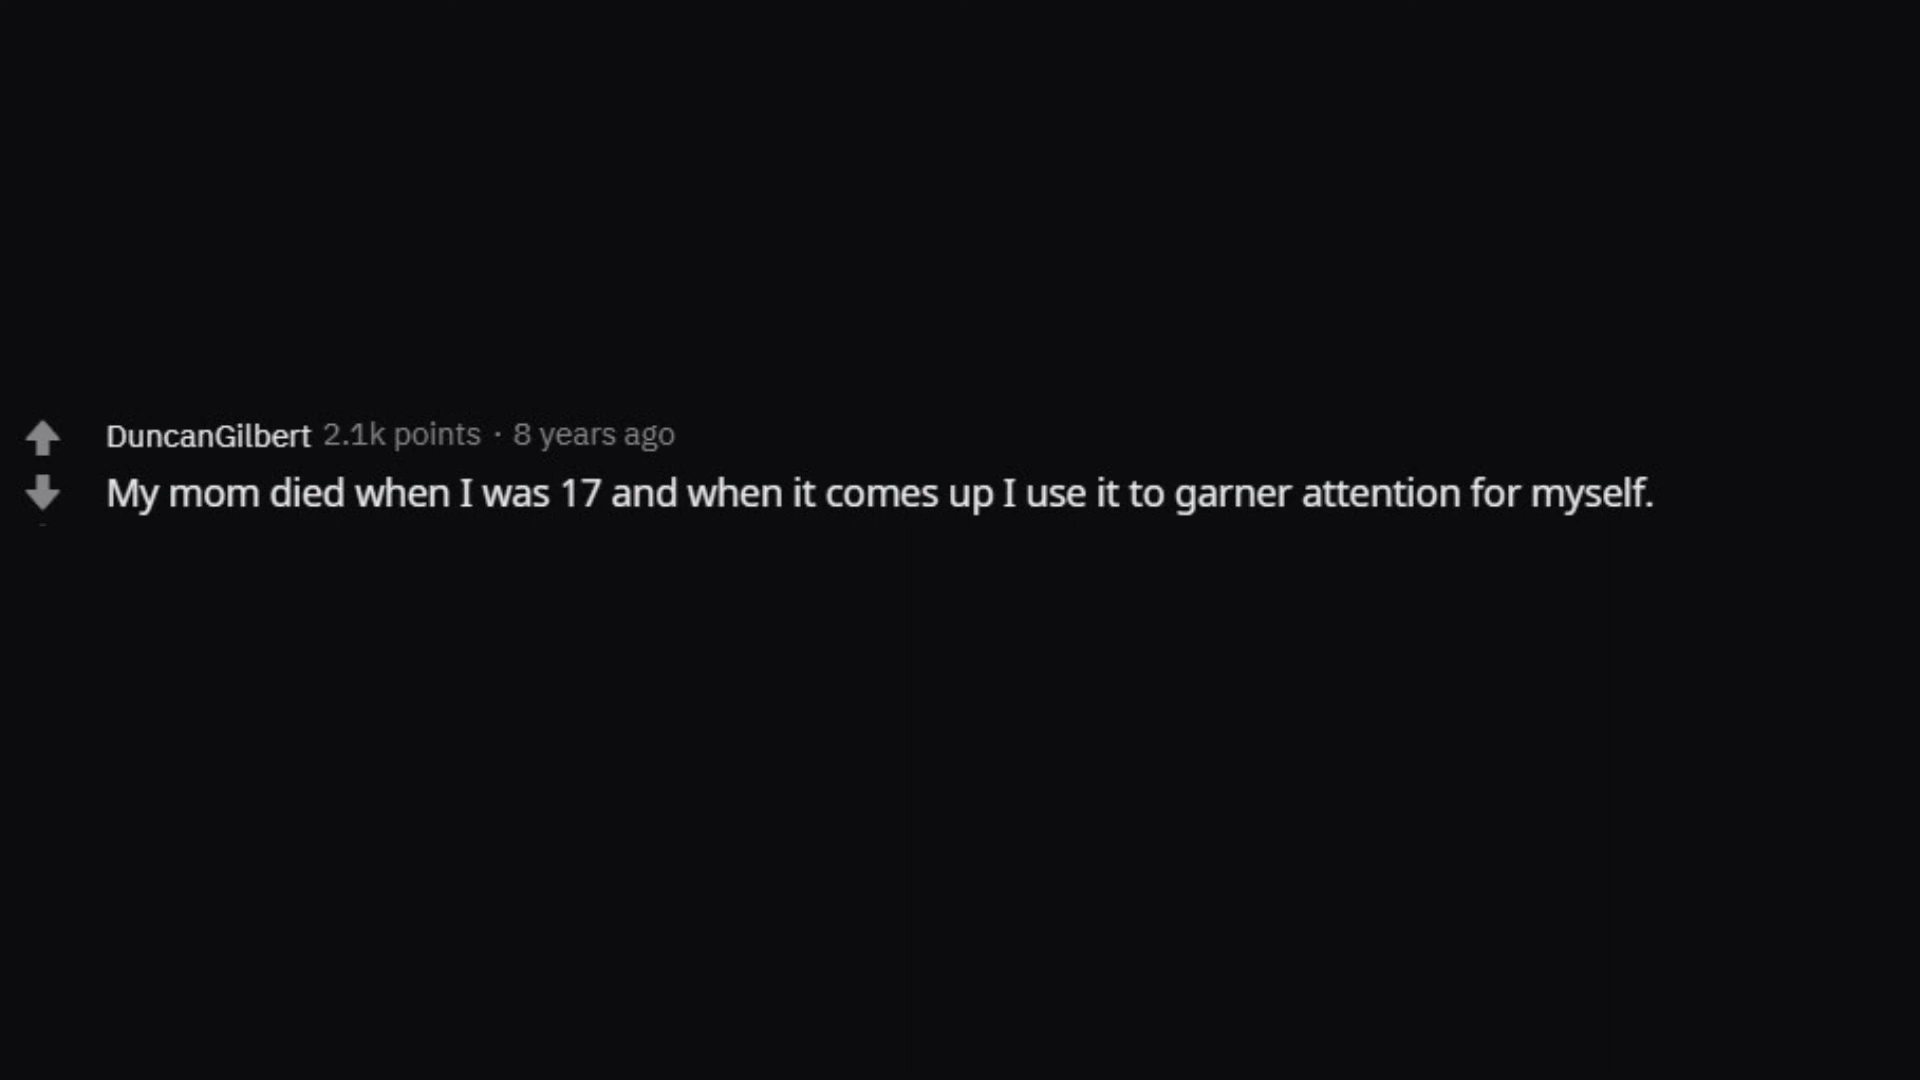 DuncanGilbert 2.1k points · 8 years ago
My mom died when I was 17 and when it comes up I use it to garner attention for myself.